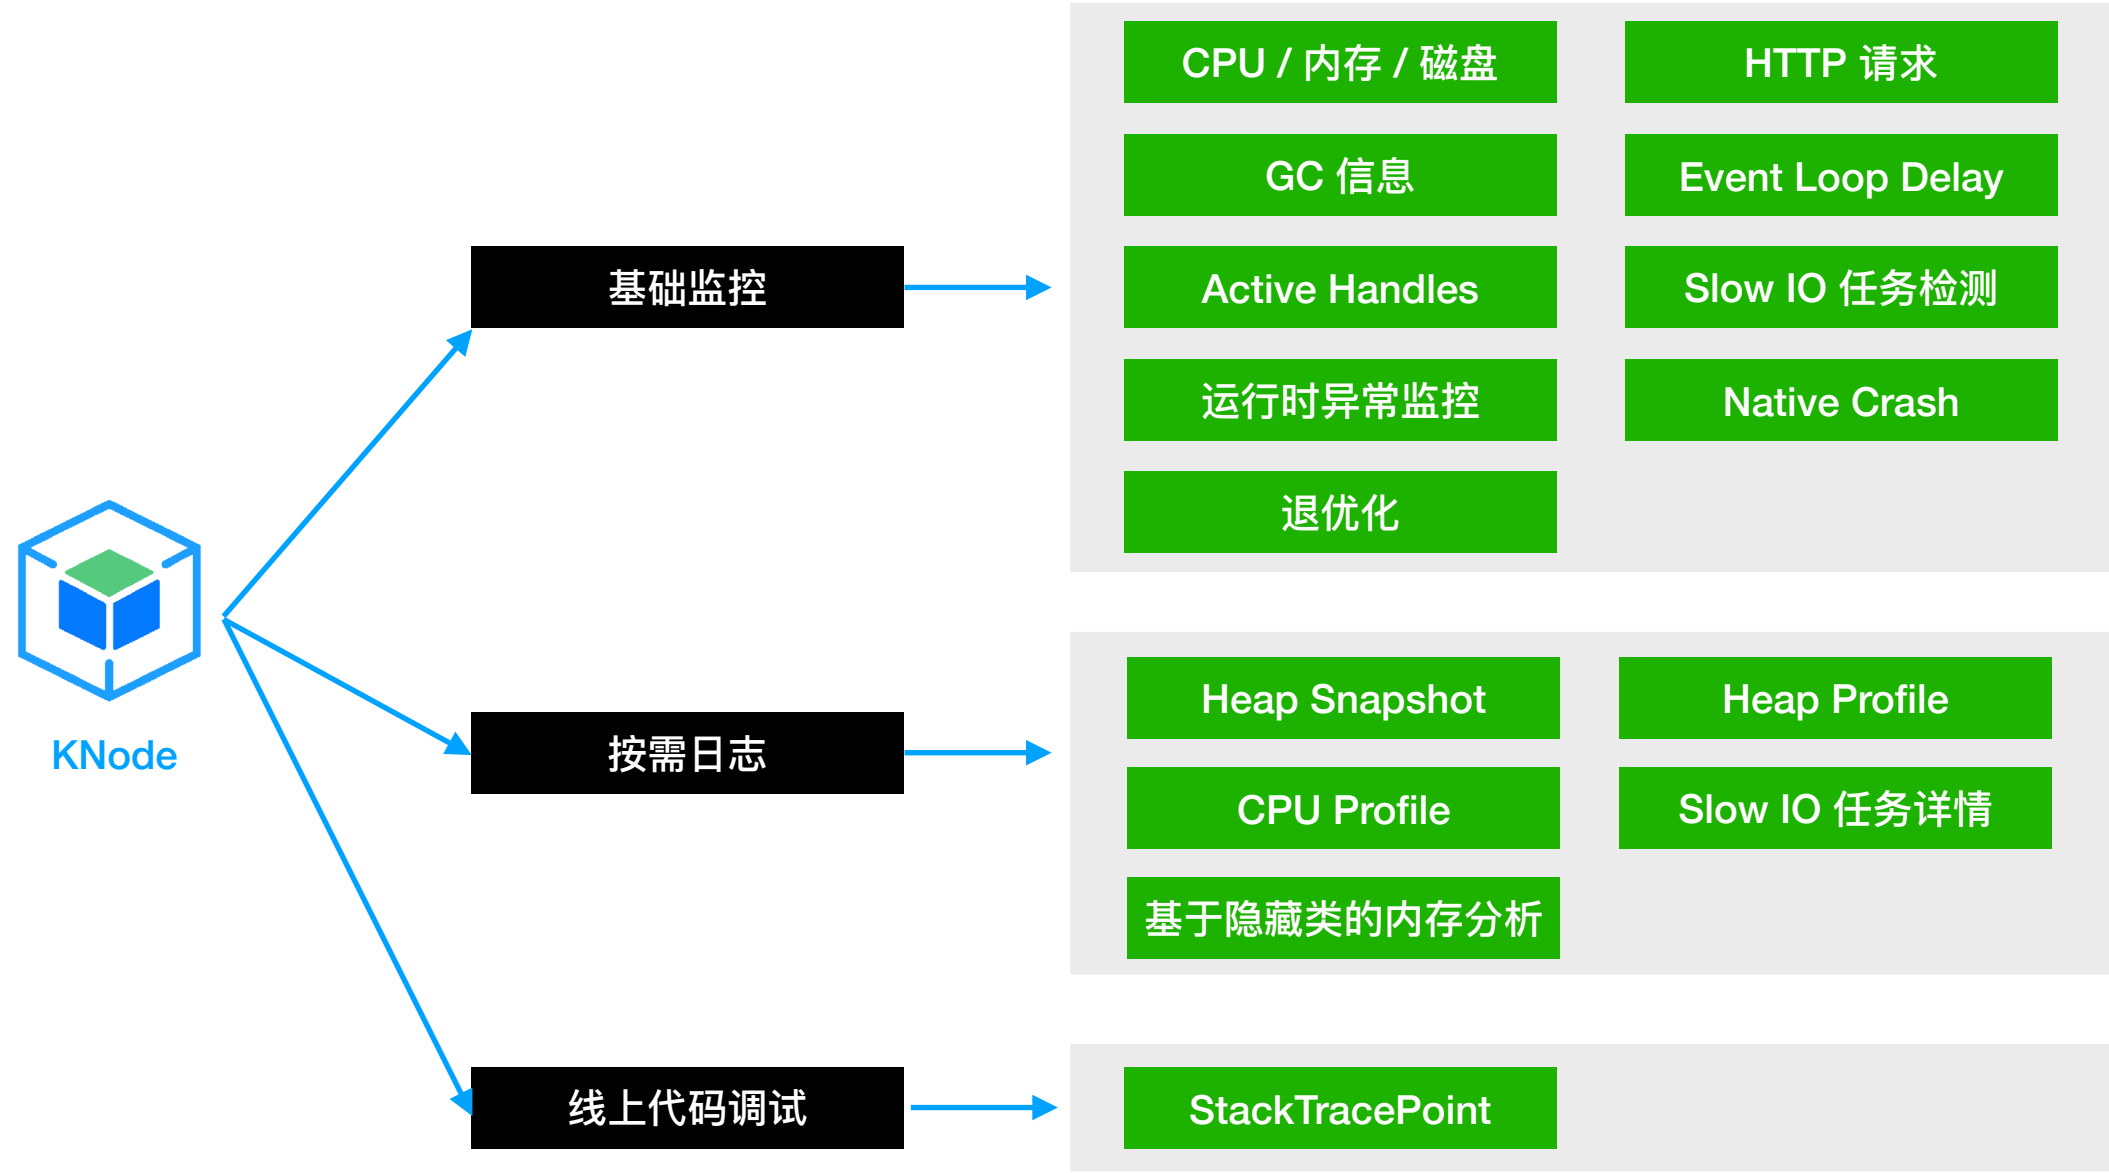 KNode
基础监控
CPU / 内存 / 磁盘
HTTP 请求
GC 信息
Event Loop Delay
Active Handles
Slow IO 任务检测
运行时异常监控
Native Crash
退优化
按需日志
Heap Snapshot
Heap Profile
CPU Profile
Slow IO 任务详情
基于隐藏类的内存分析
线上代码调试
StackTracePoint